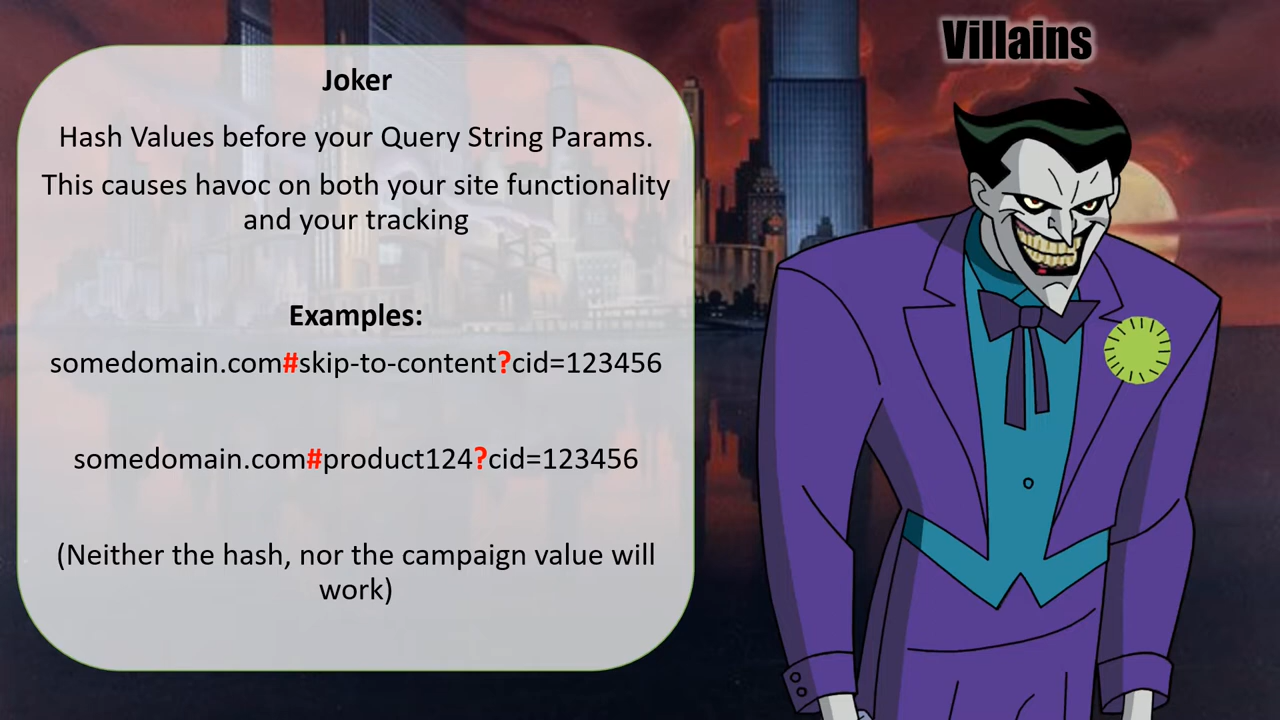 Villains
Joker
Hash Values before your Query String Params.
This causes havoc on both your site functionality
and your tracking
Examples:
somedomain.com#skip-to-content?cid=123456
somedomain.com#product124?cid=123456
(Neither the hash, nor the campaign value will
work)